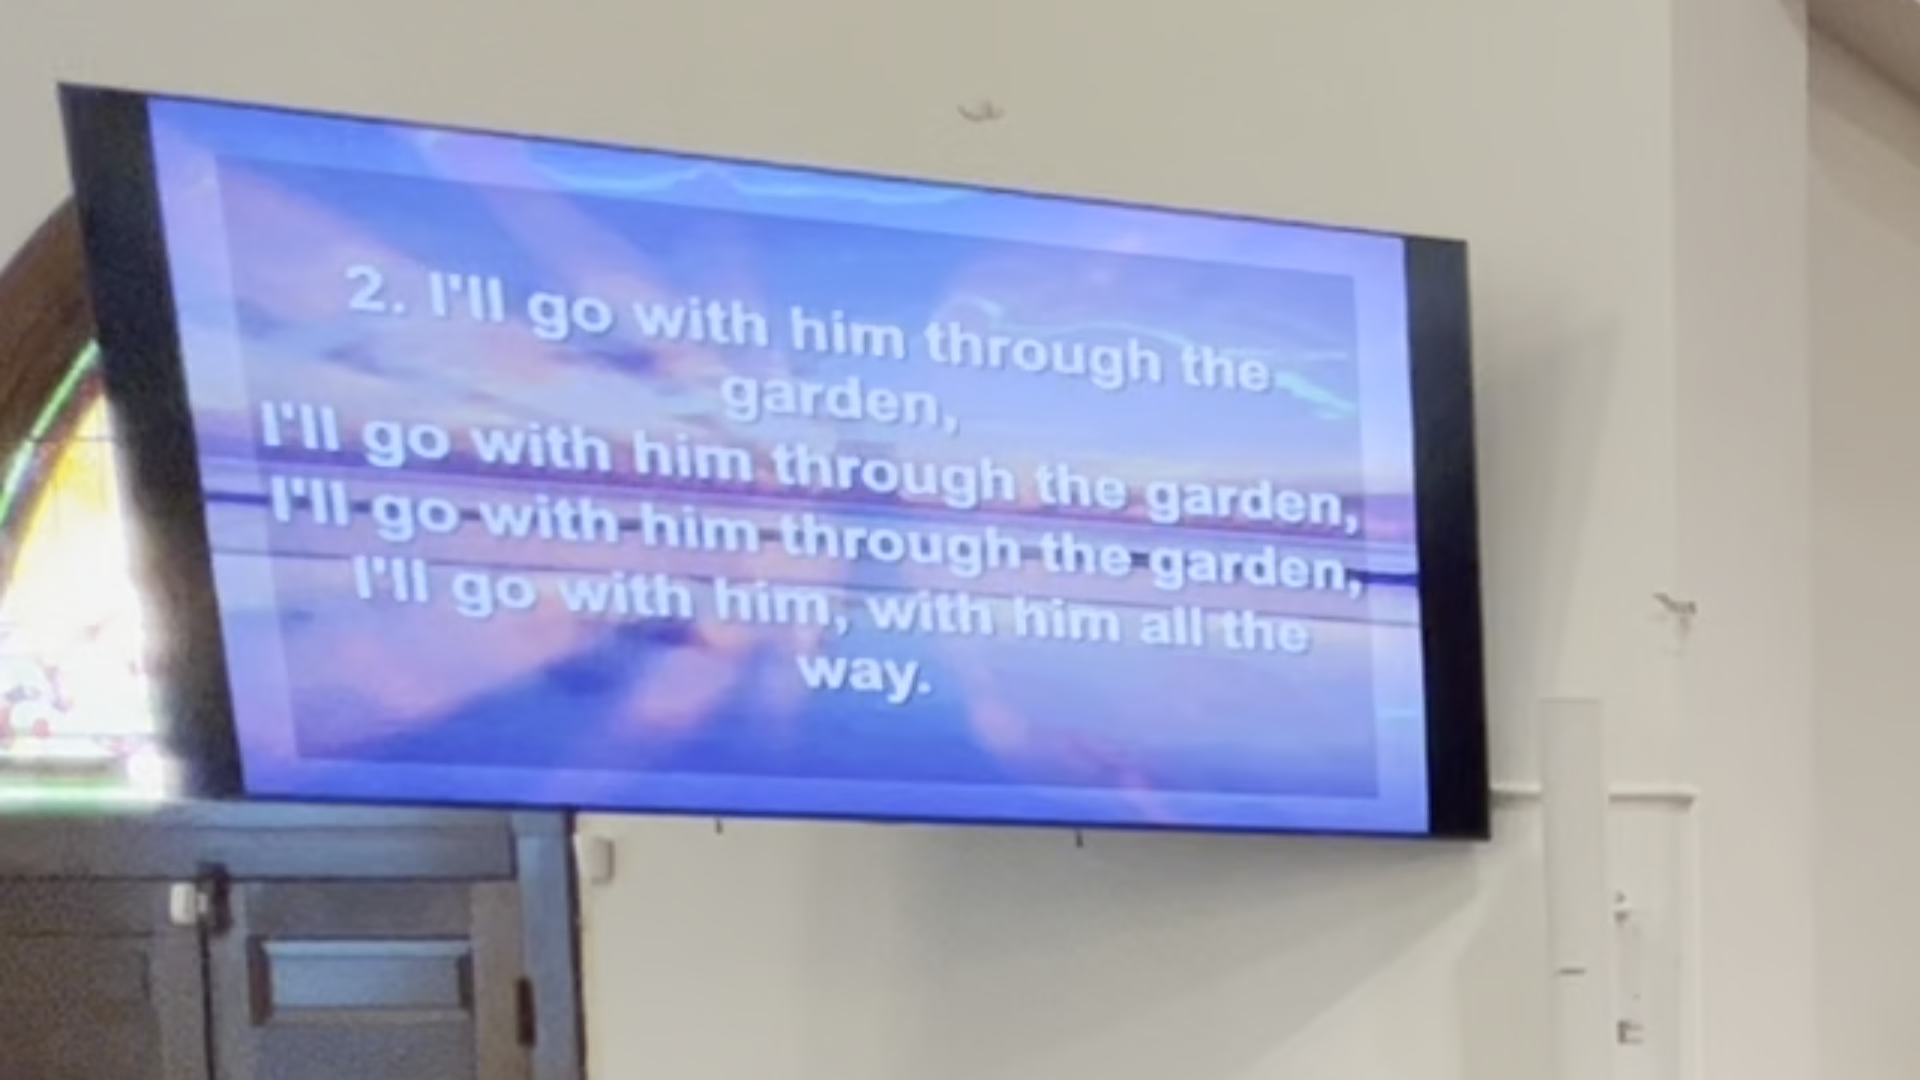 2. I'll go with him through the
garden,
I'll go with him through the garden,
I'll go with him through the garden,
I'll go with him, with him all the
way.